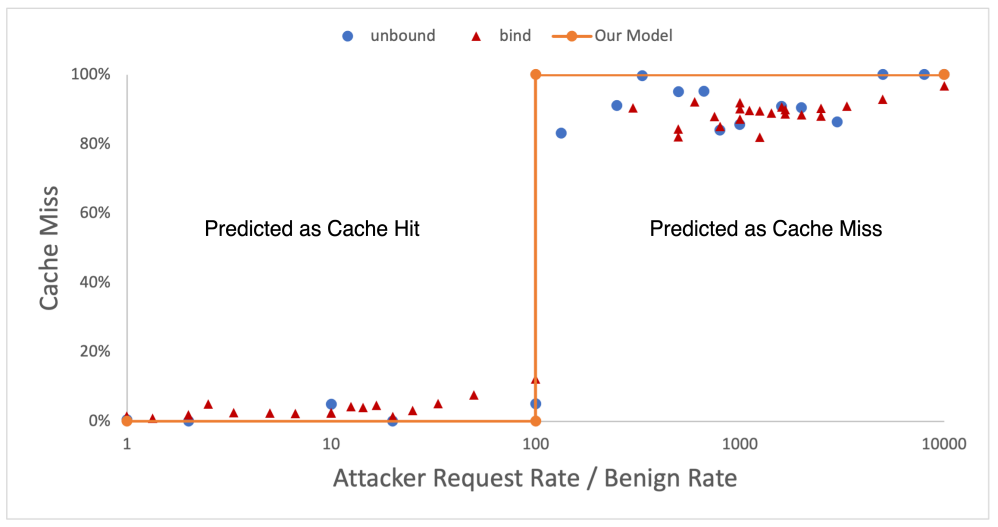 unbound bind Our Model
100%
80%
60%
40%
20%
0%
Cache Miss
Predicted as Cache Hit Predicted as Cache Miss
1 10 100 1000 10000
Attacker Request Rate / Benign Rate